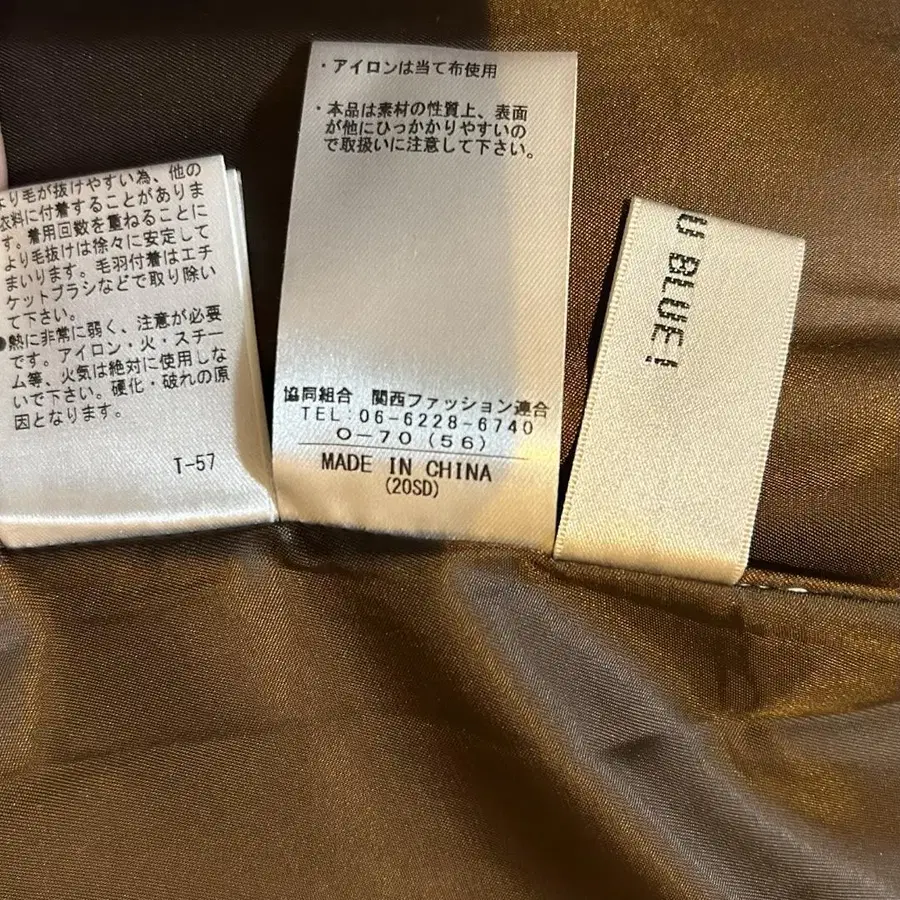 より毛が抜けやすい為、他の
衣料に付着することがありま
す。着用回数を重ねることに
より毛抜けは徐々に安定して
まいります。毛羽付着はエチ
ケットブラシなどで取り除い
て下さい。
●熱に非常に弱く、注意が必要
です。アイロン・火・スチー
ム等、火気は絶対に使用しな
いで下さい。硬化・破れの原
因となります。
T-57
・アイロンは当て布使用
・本品は素材の性質上、表面
が他にひっかかりやすいの
で取扱いに注意して下さい。
協同組合 関西ファッション連合
TEL:06-6228-6740
O-70(56)
MADE IN CHINA
(20SD)
U BLUE!